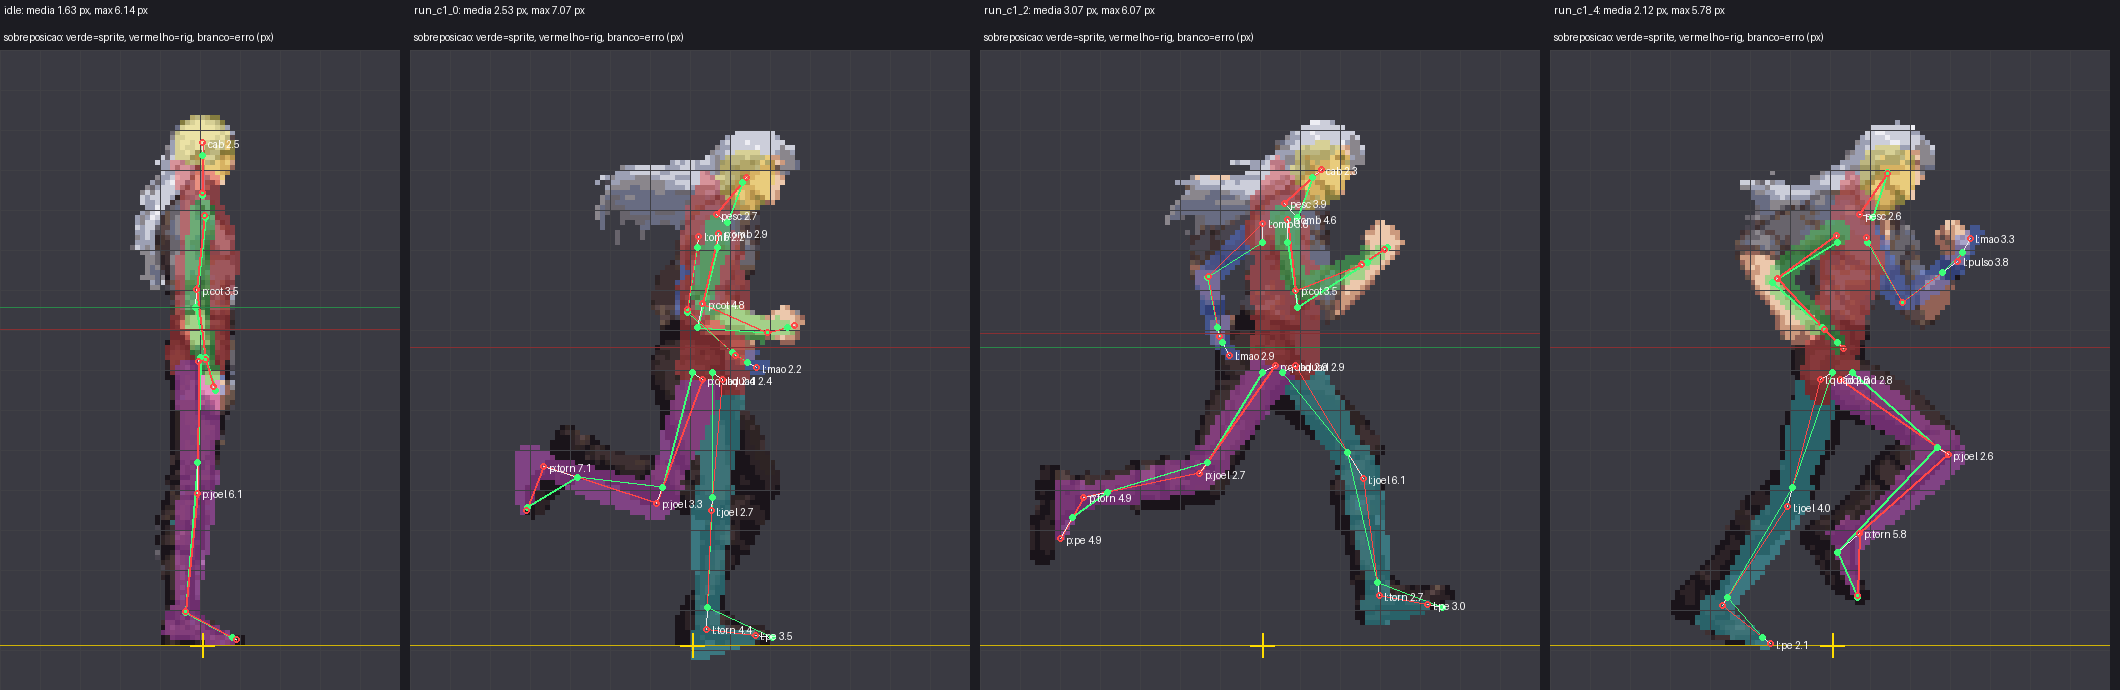 idle: media 1.63 px, max 6.14 px
sobreposicao: verde=sprite, vermelho=rig, branco=erro (px)
cab 2.5
p:cot 3.5
p:joel 6.1
run_c1_0: media 2.53 px, max 7.07 px
sobreposicao: verde=sprite, vermelho=rig, branco=erro (px)
pesc 2.7
p:omb 2.9
p:cot 4.8
l:mao 2.2
p:torn 7.1
p:joel 3.3
l:joel 2.7
l:torn 4.4
l:pe 3.5
run_c1_2: media 3.07 px, max 6.07 px
sobreposicao: verde=sprite, vermelho=rig, branco=erro (px)
cab 2.3
pesc 3.9
p:omb 4.6
p:cot 3.5
l:mao 2.9
p:joel 2.7
l:joel 6.1
p:torn 4.9
p:pe 4.9
l:torn 2.7
l:pe 3.0
run_c1_4: media 2.12 px, max 5.78 px
sobreposicao: verde=sprite, vermelho=rig, branco=erro (px)
pesc 2.6
l:mao 3.3
l:pulso 3.8
p:joel 2.6
l:joel 4.0
p:torn 5.8
l:pe 2.1